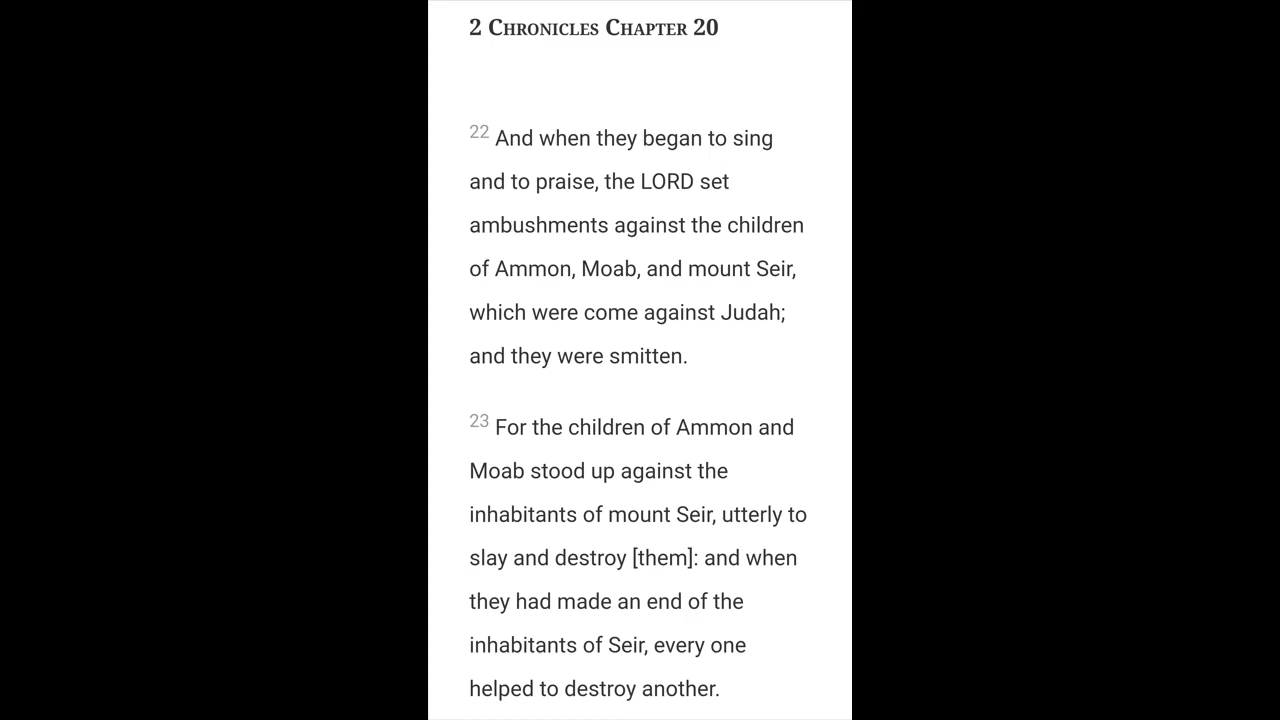 2 Chronicles Chapter 20
22 And when they began to sing
and to praise, the LORD set
ambushments against the children
of Ammon, Moab, and mount Seir,
which were come against Judah;
and they were smitten.
23 For the children of Ammon and
Moab stood up against the
inhabitants of mount Seir, utterly to
slay and destroy [them]: and when
they had made an end of the
inhabitants of Seir, every one
helped to destroy another.